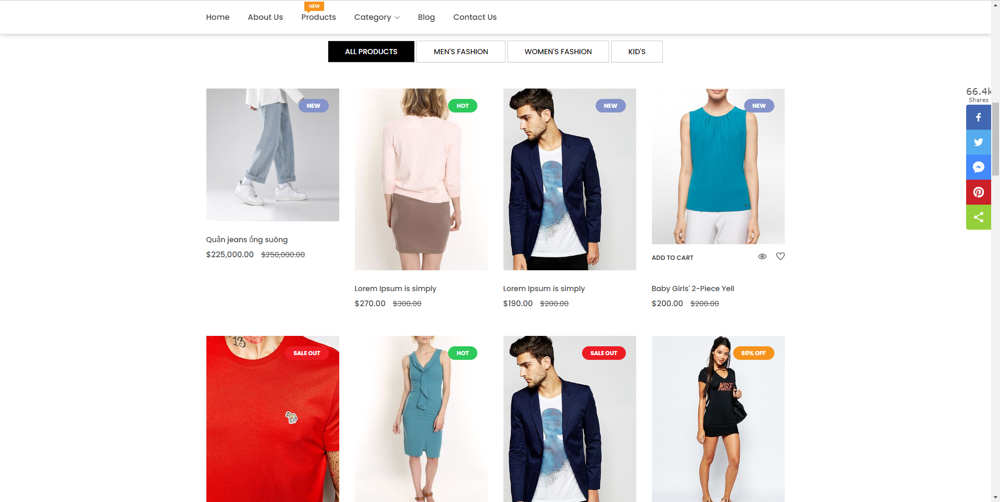 NEW
Home About Us Products Category Blog Contact Us
ALL PRODUCTS MEN'S FASHION WOMEN'S FASHION KID'S
66.4k
Shares
NEW
HOT
NEW
NEW
Quần jeans ống suông
$225,000.00 $250,000.00
ADD TO CART
Lorem Ipsum is simply
$270.00 $300.00
Lorem Ipsum is simply
$190.00 $200.00
Baby Girls' 2-Piece Yell
$200.00 $200.00
13
SALE OUT
HOT
SALE OUT
50% OFF
NIKE